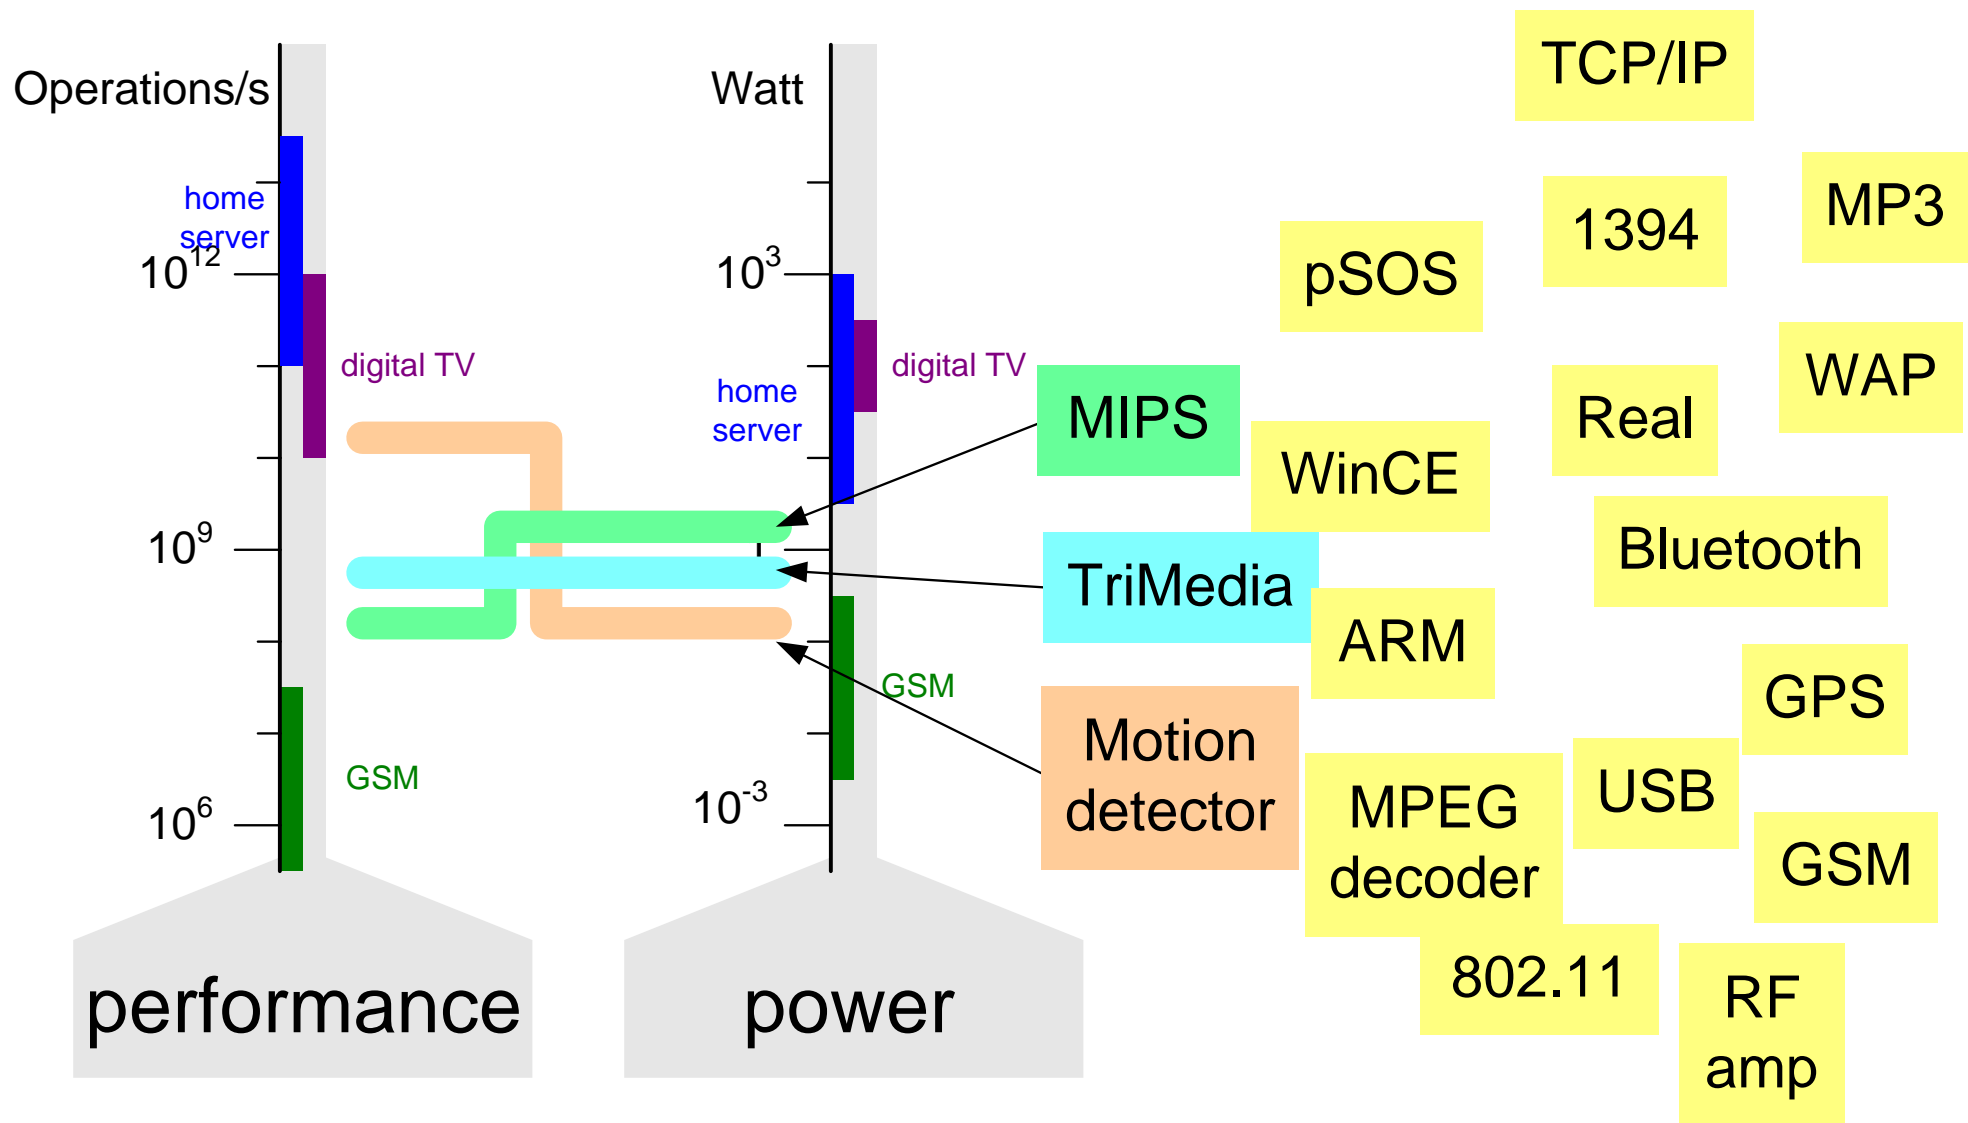 Operations/s
home
server
10^12
digital TV
10^9
GSM
10^6
performance
Watt
10^3
digital TV
home
server
1
GSM
10^-3
power
MIPS
TriMedia
Motion
detector
TCP/IP
MP3
1394
pSOS
WAP
Real
WinCE
Bluetooth
ARM
GPS
USB
MPEG
decoder
GSM
802.11
RF
amp